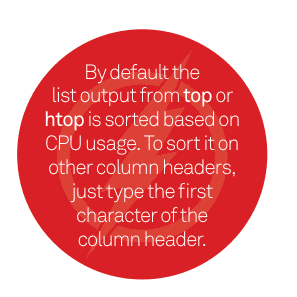 By default the
list output from top or
htop is sorted based on
CPU usage. To sort it on
other column headers,
just type the first
character of the
column header.